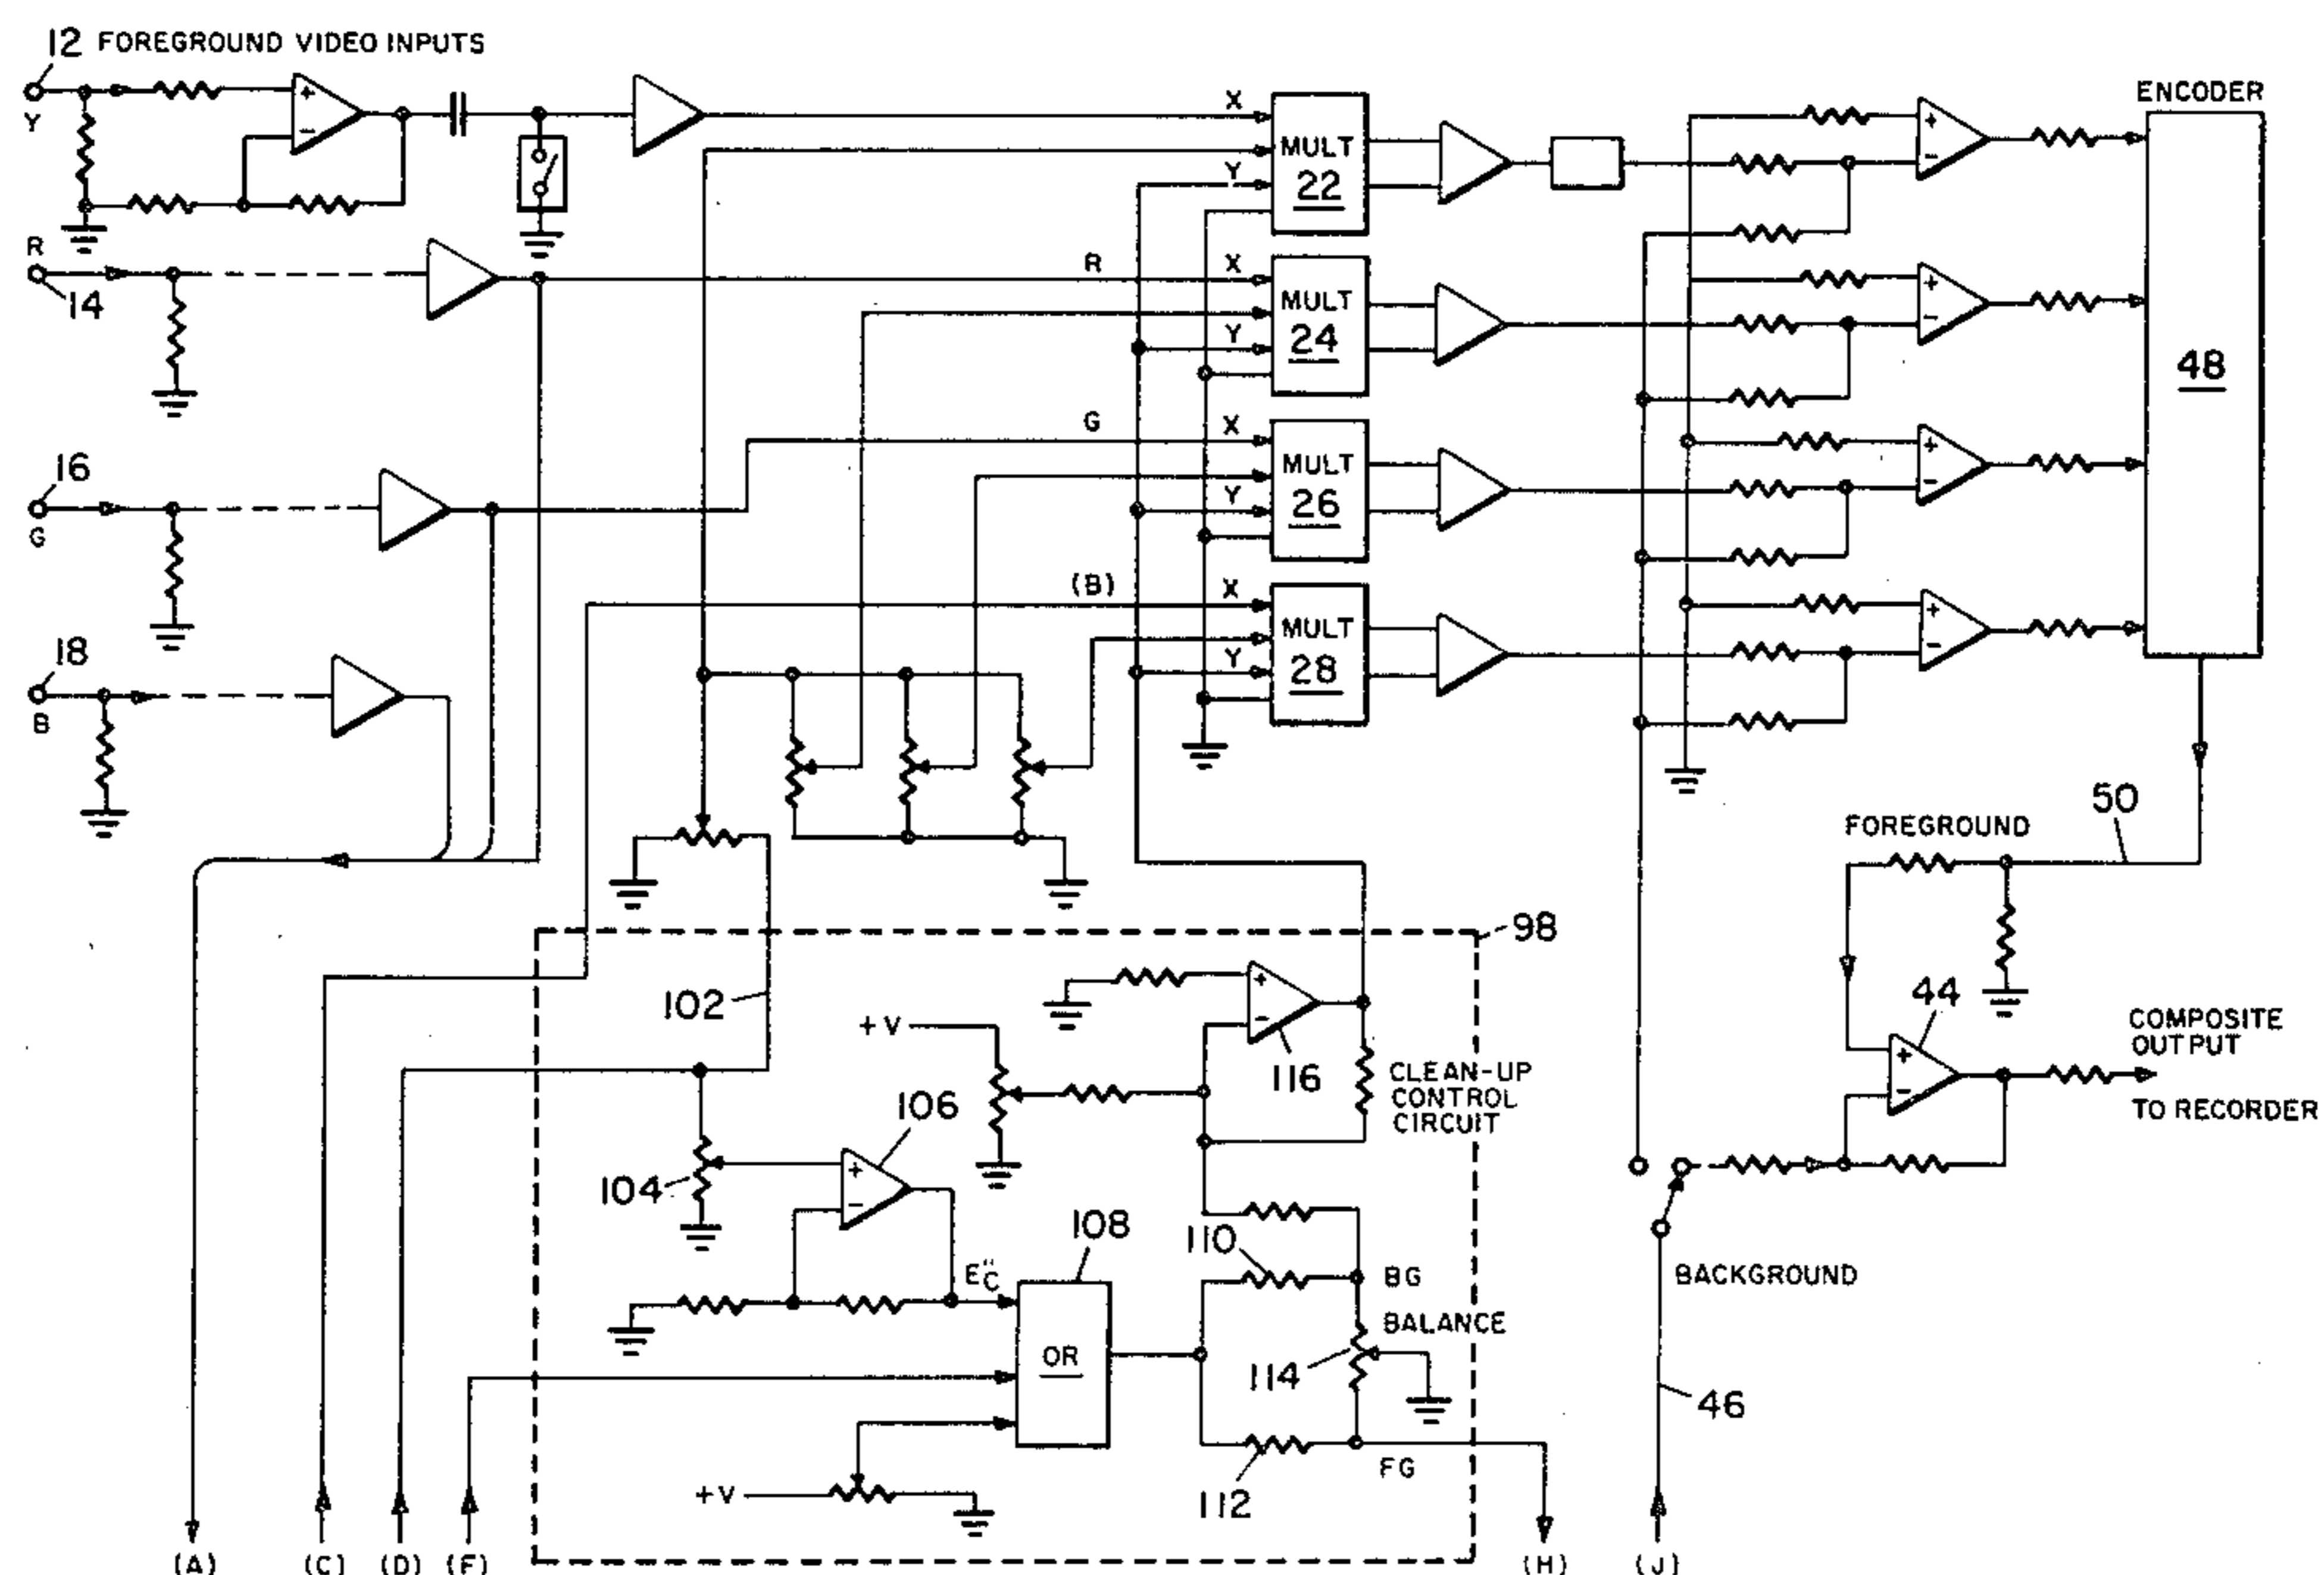 12 FOREGROUND VIDEO INPUTS
Y
+
−
X
MULT
22
Y
+
−
ENCODER
R
14
R
X
MULT
24
Y
+
−
48
16
G
G
X
MULT
26
Y
+
−
18
B
(B)
X
MULT
28
Y
+
−
50
FOREGROUND
98
102
+V
+
−
116
CLEAN-UP
CONTROL
CIRCUIT
44
+
−
COMPOSITE
OUTPUT
TO RECORDER
106
104
+
−
108
110
E"C
BG
BALANCE
BACKGROUND
OR
114
46
+V
112
FG
(A)
(C)
(D)
(F)
(H)
(J)